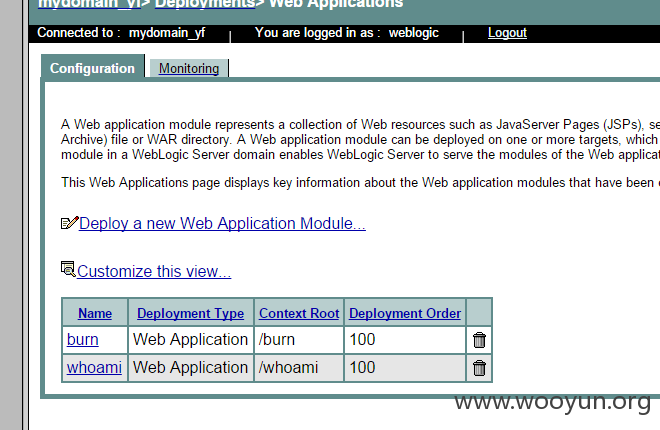 mydomain_yf> Deployments> Web Applications
Connected to : mydomain_yf | You are logged in as : weblogic | Logout
Configuration Monitoring
A Web application module represents a collection of Web resources such as JavaServer Pages (JSPs), se
Archive) file or WAR directory. A Web application module can be deployed on one or more targets, which
module in a WebLogic Server domain enables WebLogic Server to serve the modules of the Web applicat
This Web Applications page displays key information about the Web application modules that have been
Deploy a new Web Application Module...
Customize this view...
Name Deployment Type Context Root Deployment Order
burn Web Application /burn 100
whoami Web Application /whoami 100
www.wooyun.org